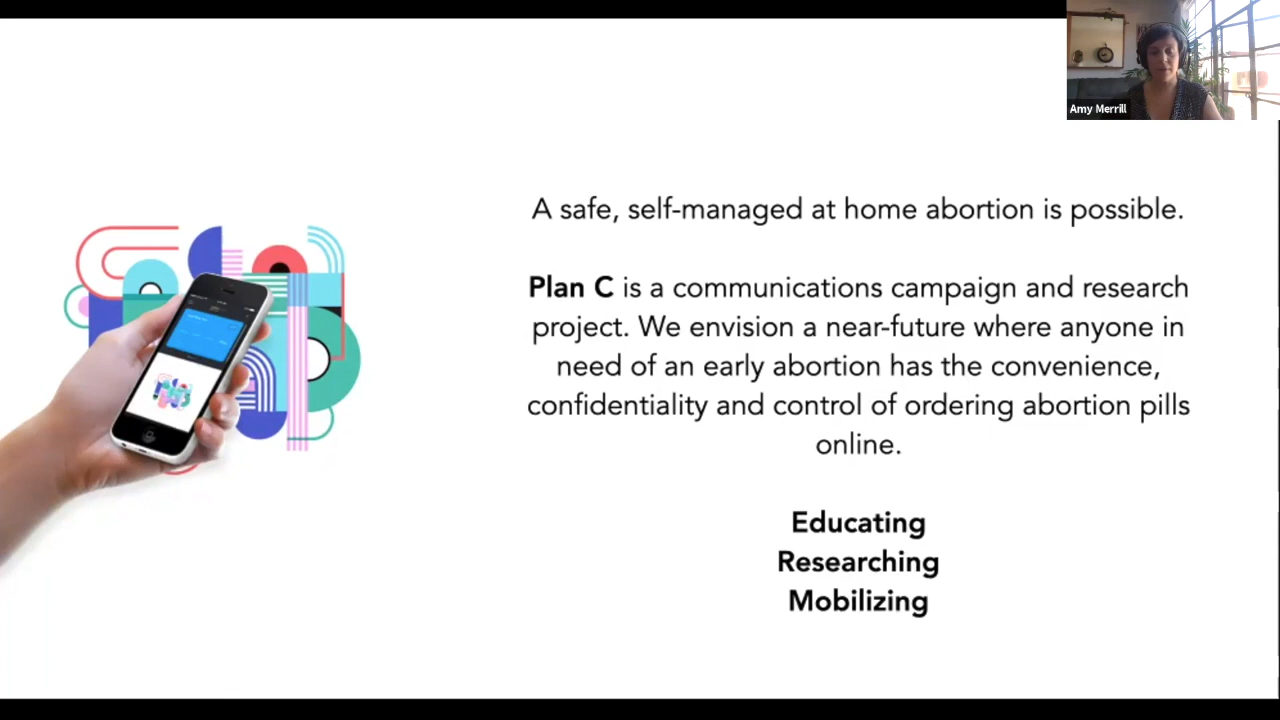 Amy Merrill
A safe, self-managed at home abortion is possible.
Plan C is a communications campaign and research
project. We envision a near-future where anyone in
need of an early abortion has the convenience,
confidentiality and control of ordering abortion pills
online.
Educating
Researching
Mobilizing